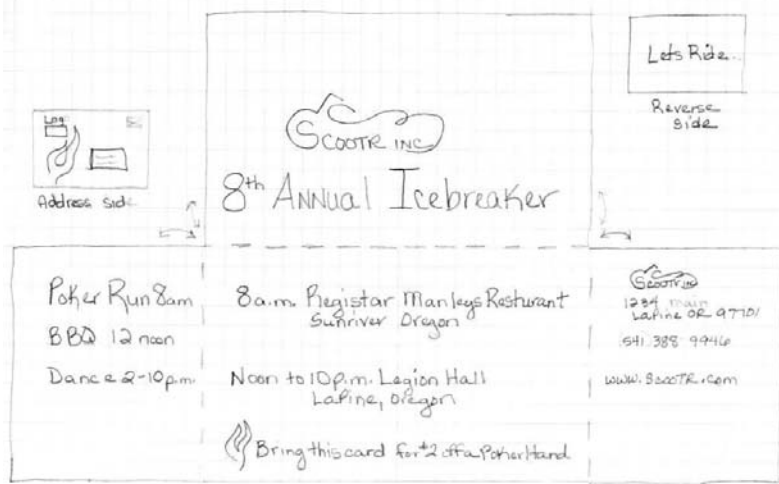 Lets Ride...
Reverse
side
Logo
Address side
SCOOTR INC
8th Annual Icebreaker
Poker Run 8am
BBQ 12 noon
Dance 2-10p.m.
8a.m. Registar Manleys Resturant
Sunriver Oregon
Noon to 10p.m. Legion Hall
LaPine, Oregon
Bring this card for $2 off a Poker Hand
SCOOTR INC
1234 main
LaPine OR 97701
541 388 9946
www.ScooTR.com